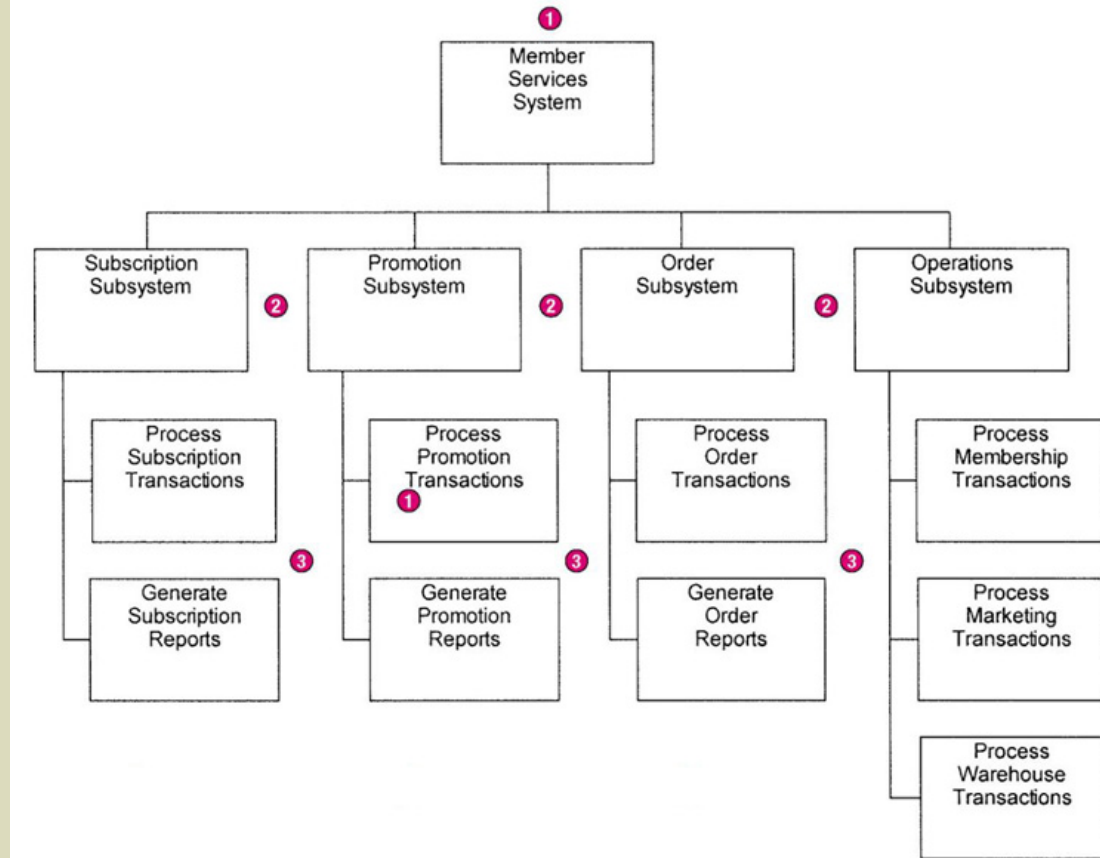 1
Member
Services
System
Subscription
Subsystem
2
Promotion
Subsystem
2
Order
Subsystem
2
Operations
Subsystem
Process
Subscription
Transactions
Process
Promotion
Transactions
1
Process
Order
Transactions
Process
Membership
Transactions
3
3
3
Generate
Subscription
Reports
Generate
Promotion
Reports
Generate
Order
Reports
Process
Marketing
Transactions
Process
Warehouse
Transactions